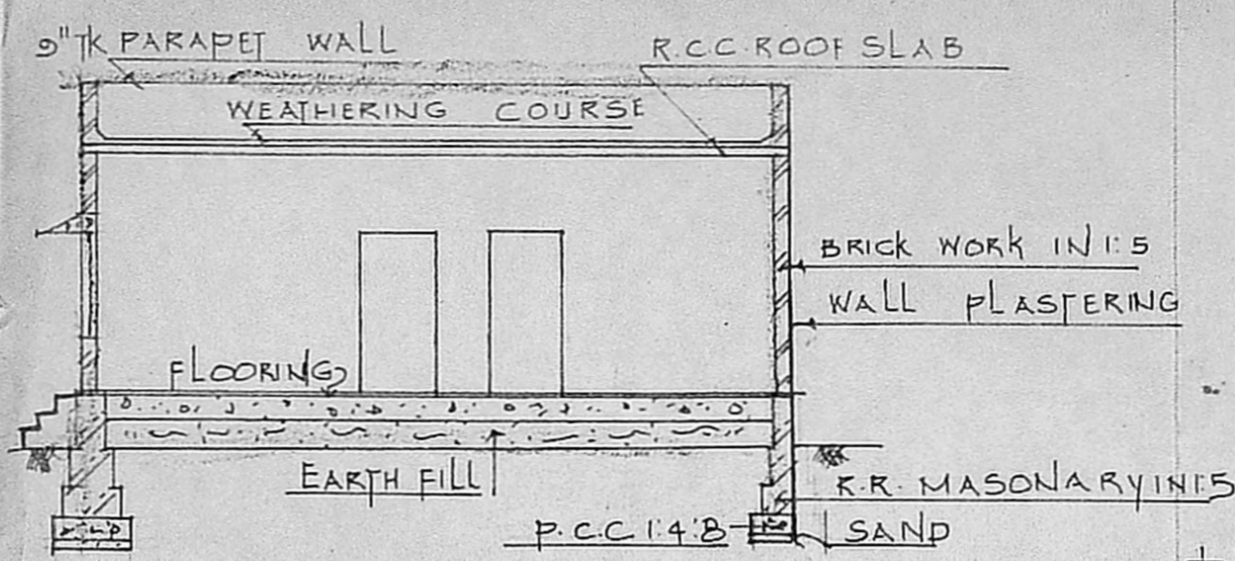 9" TK PARAPET WALL
R.C.C. ROOF SLAB
WEATHERING COURSE
BRICK WORK IN 1:5
WALL PLASTERING
FLOORING
EARTH FILL
R.R. MASONARY IN 1:5
P.C.C 1:4:8
SAND